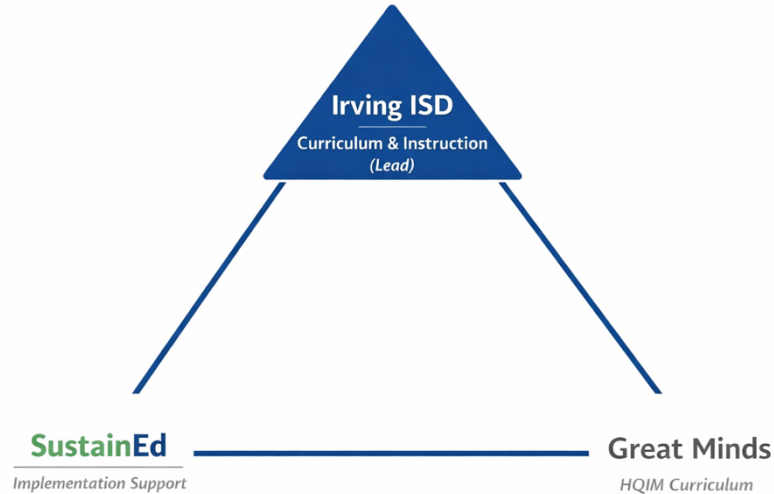 Irving ISD
Curriculum & Instruction
(Lead)
SustainEd
Implementation Support
Great Minds
HQIM Curriculum